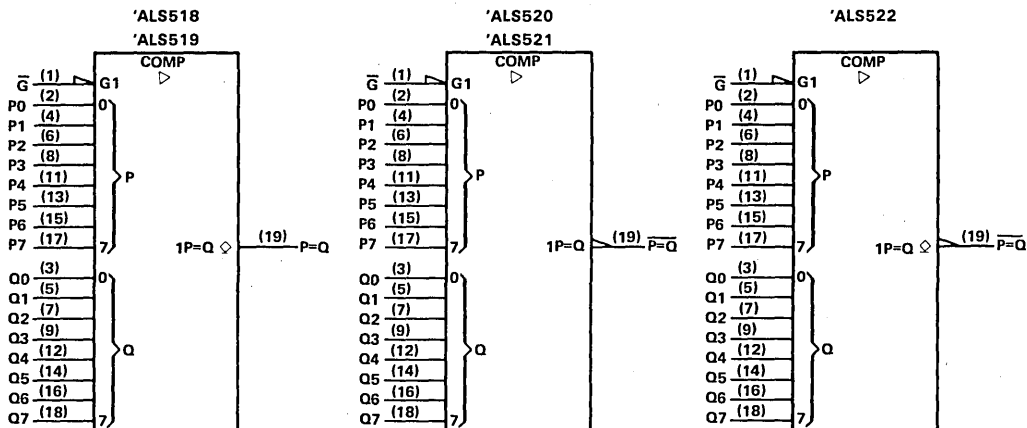 'ALS518
'ALS519
COMP
▷
G̅ (1) G1
P0 (2) 0
P1 (4)
P2 (6)
P3 (8)
P4 (11) P
P5 (13)
P6 (15)
P7 (17) 7
1P=Q ◇ (19) P=Q
Q0 (3) 0
Q1 (5)
Q2 (7)
Q3 (9)
Q4 (12) Q
Q5 (14)
Q6 (16)
Q7 (18) 7
'ALS520
'ALS521
COMP
▷
G̅ (1) G1
P0 (2) 0
P1 (4)
P2 (6)
P3 (8)
P4 (11) P
P5 (13)
P6 (15)
P7 (17) 7
1P=Q (19) P̅=̅Q̅
Q0 (3) 0
Q1 (5)
Q2 (7)
Q3 (9)
Q4 (12) Q
Q5 (14)
Q6 (16)
Q7 (18) 7
'ALS522
COMP
▷
G̅ (1) G1
P0 (2) 0
P1 (4)
P2 (6)
P3 (8)
P4 (11) P
P5 (13)
P6 (15)
P7 (17) 7
1P=Q ◇ (19) P̅=̅Q̅
Q0 (3) 0
Q1 (5)
Q2 (7)
Q3 (9)
Q4 (12) Q
Q5 (14)
Q6 (16)
Q7 (18) 7